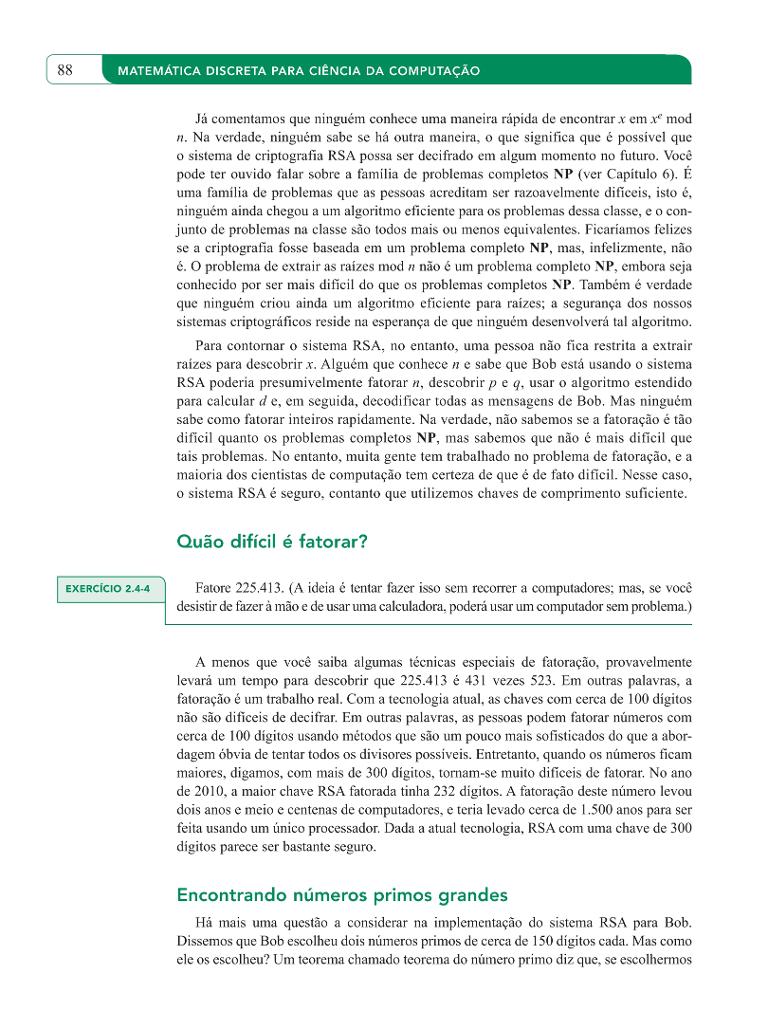 88
MATEMÁTICA DISCRETA PARA CIÊNCIA DA COMPUTAÇÃO
Já comentamos que ninguém conhece uma maneira rápida de encontrar x em xᵉ mod
n. Na verdade, ninguém sabe se há outra maneira, o que significa que é possível que
o sistema de criptografia RSA possa ser decifrado em algum momento no futuro. Você
pode ter ouvido falar sobre a família de problemas completos NP (ver Capítulo 6). É
uma família de problemas que as pessoas acreditam ser razoavelmente difíceis, isto é,
ninguém ainda chegou a um algoritmo eficiente para os problemas dessa classe, e o con-
junto de problemas na classe são todos mais ou menos equivalentes. Ficaríamos felizes
se a criptografia fosse baseada em um problema completo NP, mas, infelizmente, não
é. O problema de extrair as raízes mod n não é um problema completo NP, embora seja
conhecido por ser mais difícil do que os problemas completos NP. Também é verdade
que ninguém criou ainda um algoritmo eficiente para raízes; a segurança dos nossos
sistemas criptográficos reside na esperança de que ninguém desenvolverá tal algoritmo.
Para contornar o sistema RSA, no entanto, uma pessoa não fica restrita a extrair
raízes para descobrir x. Alguém que conhece n e sabe que Bob está usando o sistema
RSA poderia presumivelmente fatorar n, descobrir p e q, usar o algoritmo estendido
para calcular d e, em seguida, decodificar todas as mensagens de Bob. Mas ninguém
sabe como fatorar inteiros rapidamente. Na verdade, não sabemos se a fatoração é tão
difícil quanto os problemas completos NP, mas sabemos que não é mais difícil que
tais problemas. No entanto, muita gente tem trabalhado no problema de fatoração, e a
maioria dos cientistas de computação tem certeza de que é de fato difícil. Nesse caso,
o sistema RSA é seguro, contanto que utilizemos chaves de comprimento suficiente.
Quão difícil é fatorar?
EXERCÍCIO 2.4-4
Fatore 225.413. (A ideia é tentar fazer isso sem recorrer a computadores; mas, se você
desistir de fazer à mão e de usar uma calculadora, poderá usar um computador sem problema.)
A menos que você saiba algumas técnicas especiais de fatoração, provavelmente
levará um tempo para descobrir que 225.413 é 431 vezes 523. Em outras palavras, a
fatoração é um trabalho real. Com a tecnologia atual, as chaves com cerca de 100 dígitos
não são difíceis de decifrar. Em outras palavras, as pessoas podem fatorar números com
cerca de 100 dígitos usando métodos que são um pouco mais sofisticados do que a abor-
dagem óbvia de tentar todos os divisores possíveis. Entretanto, quando os números ficam
maiores, digamos, com mais de 300 dígitos, tornam-se muito difíceis de fatorar. No ano
de 2010, a maior chave RSA fatorada tinha 232 dígitos. A fatoração deste número levou
dois anos e meio e centenas de computadores, e teria levado cerca de 1.500 anos para ser
feita usando um único processador. Dada a atual tecnologia, RSA com uma chave de 300
dígitos parece ser bastante seguro.
Encontrando números primos grandes
Há mais uma questão a considerar na implementação do sistema RSA para Bob.
Dissemos que Bob escolheu dois números primos de cerca de 150 dígitos cada. Mas como
ele os escolheu? Um teorema chamado teorema do número primo diz que, se escolhermos